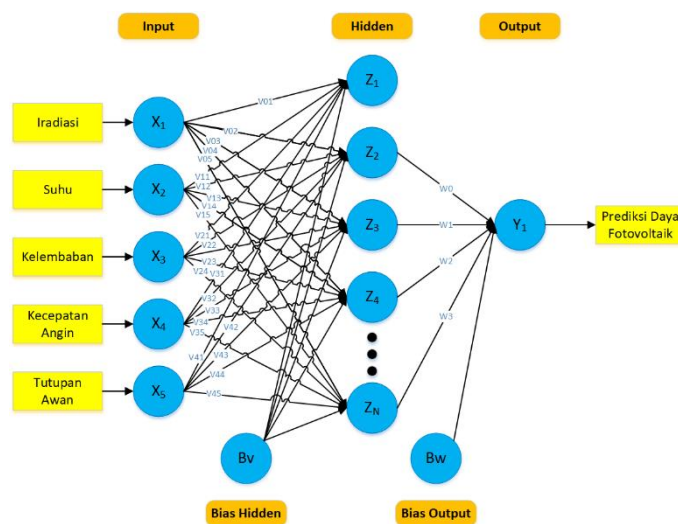 Input
Hidden
Output
Iradiasi
Suhu
Kelembaban
Kecepatan
Angin
Tutupan
Awan
X1
X2
X3
X4
X5
V01
V02
V03
V04
V05
V11
V12
V13
V14
V15
V21
V22
V23
V24
V31
V32
V33
V34
V35
V41
V42
V43
V44
V45
Z1
Z2
Z3
Z4
ZN
W0
W1
W2
W3
Y1
Prediksi Daya
Fotovoltaik
Bv
Bw
Bias Hidden
Bias Output